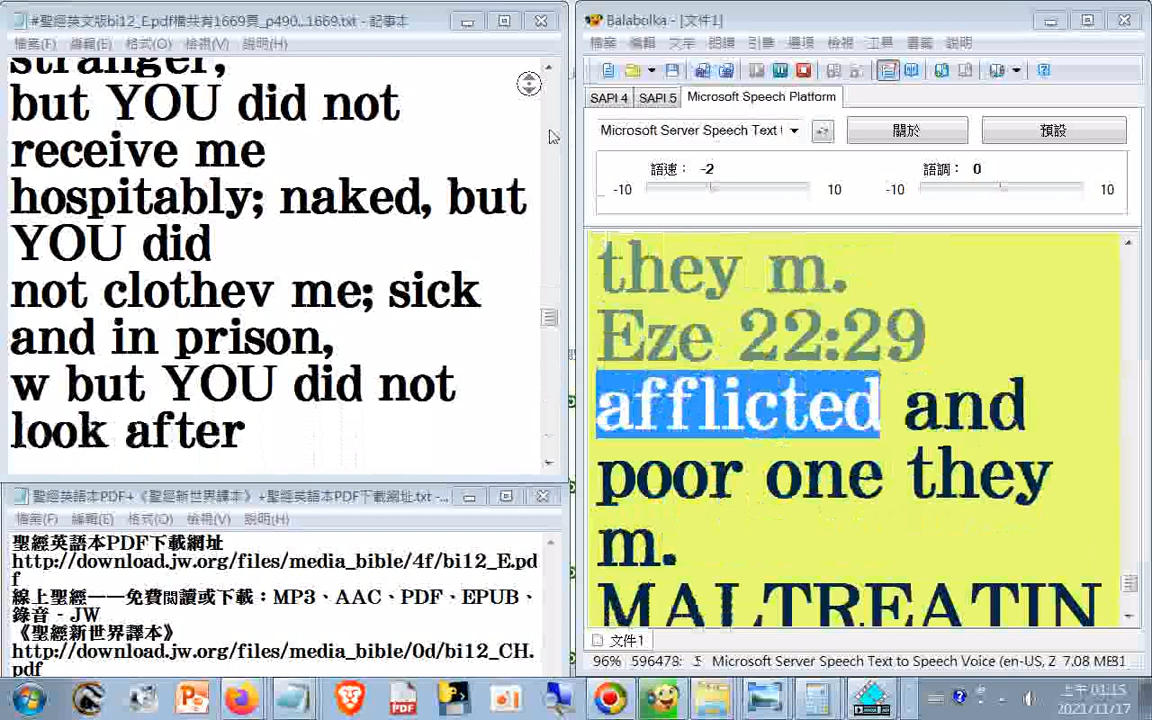 #聖經英文版bi12_E.pdf檔共有1669頁_p490...1669.txt - 記事本
檔案(F) 編輯(E) 格式(O) 檢視(V) 說明(H)
stranger,
but YOU did not
receive me
hospitably; naked, but
YOU did
not clothev me; sick
and in prison,
w but YOU did not
look after
聖經英語本PDF+《聖經新世界譯本》+聖經英語本PDF下載網址.txt -...
檔案(F) 編輯(E) 格式(O) 檢視(V) 說明(H)
聖經英語本PDF下載網址
http://download.jw.org/files/media_bible/4f/bi12_E.pd
f
線上聖經——免費閱讀或下載：MP3、AAC、PDF、EPUB、
錄音 - JW
《聖經新世界譯本》
http://download.jw.org/files/media_bible/0d/bi12_CH.
pdf
Balabolka - [文件1]
檔案 編輯 文字 朗讀 引擎 選項 檢視 工具 書籤 說明
SAPI 4 SAPI 5 Microsoft Speech Platform
Microsoft Server Speech Text
關於 預設
語速： -2 語調： 0
-10 10 -10 10
they m.
Eze 22:29
afflicted and
poor one they
m.
MALTREATIN
文件1
96% 596478: Microsoft Server Speech Text to Speech Voice (en-US, Z 7.08 MB
上午 01:15
2021/11/17